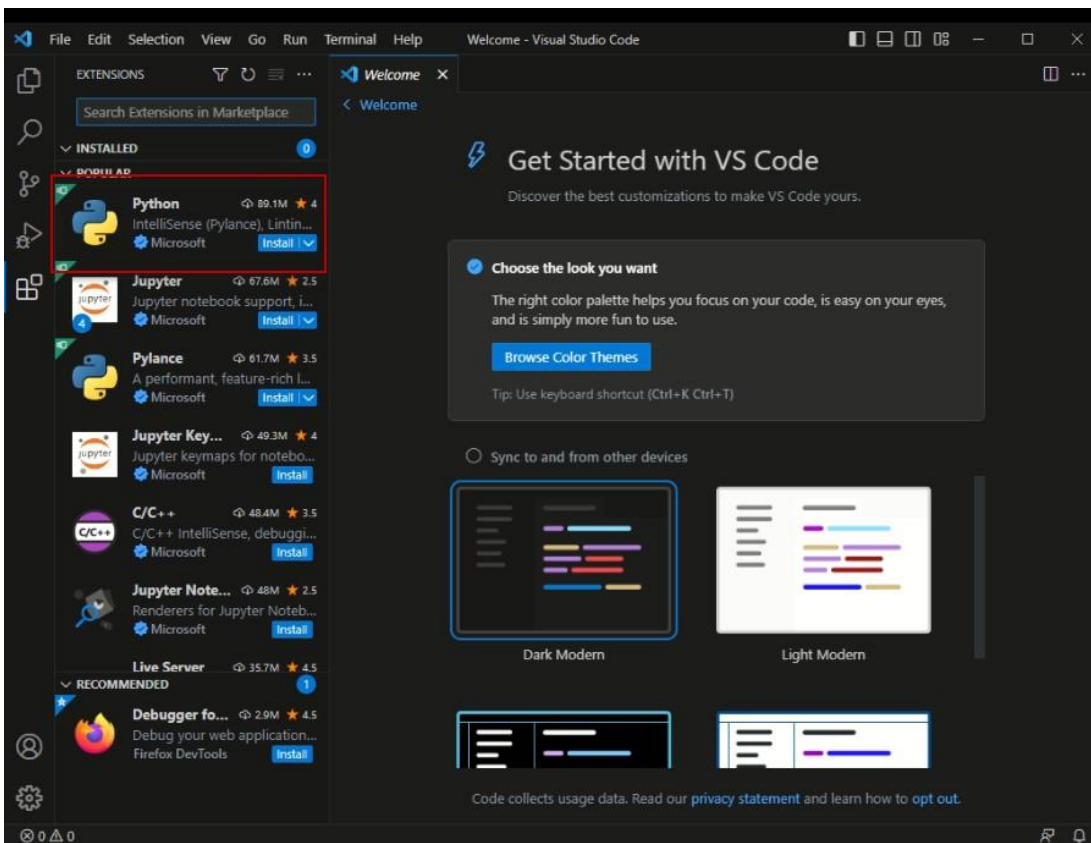 File Edit Selection View Go Run Terminal Help Welcome - Visual Studio Code
EXTENSIONS
Search Extensions in Marketplace
INSTALLED 0
POPULAR
Python 89.1M ★ 4
IntelliSense (Pylance), Lintin...
Microsoft Install
Jupyter 67.6M ★ 2.5
Jupyter notebook support, i...
jupyter
4
Microsoft Install
Pylance 61.7M ★ 3.5
A performant, feature-rich l...
Microsoft Install
Jupyter Key... 49.3M ★ 4
Jupyter keymaps for notebo...
jupyter
Microsoft Install
C/C++ 48.4M ★ 3.5
C/C++ IntelliSense, debuggi...
C/C++
Microsoft Install
Jupyter Note... 48M ★ 2.5
Renderers for Jupyter Noteb...
Microsoft Install
Live Server 35.7M ★ 4.5
RECOMMENDED 1
Debugger fo... 2.9M ★ 4.5
Debug your web application...
Firefox DevTools Install
0 0
Welcome
< Welcome
Get Started with VS Code
Discover the best customizations to make VS Code yours.
Choose the look you want
The right color palette helps you focus on your code, is easy on your eyes,
and is simply more fun to use.
Browse Color Themes
Tip: Use keyboard shortcut (Ctrl+K Ctrl+T)
Sync to and from other devices
Dark Modern
Light Modern
Code collects usage data. Read our privacy statement and learn how to opt out.